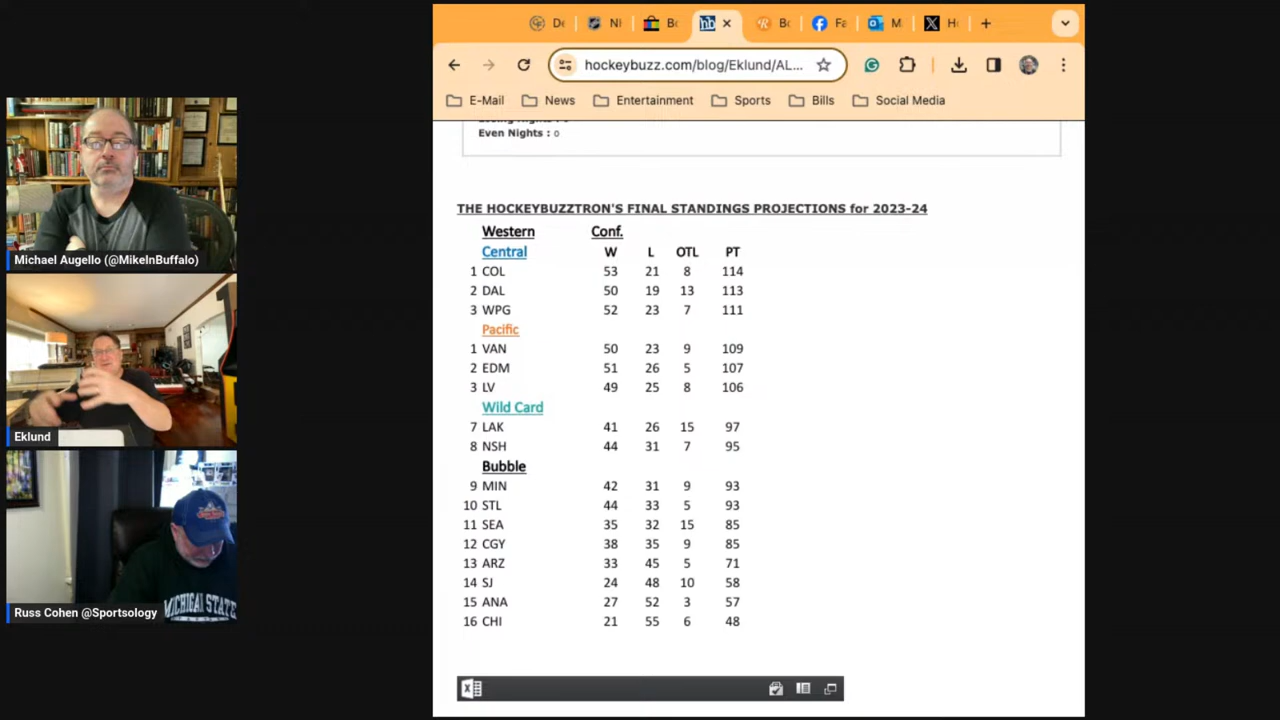 De
NI
Bo
hb
Bo
Fa
M
X
Ho
hockeybuzz.com/blog/Eklund/AL...
E-Mail
News
Entertainment
Sports
Bills
Social Media
Even Nights : 0
THE HOCKEYBUZZTRON'S FINAL STANDINGS PROJECTIONS for 2023-24
Western Conf.
Central W L OTL PT
1 COL 53 21 8 114
2 DAL 50 19 13 113
3 WPG 52 23 7 111
Pacific
1 VAN 50 23 9 109
2 EDM 51 26 5 107
3 LV 49 25 8 106
Wild Card
7 LAK 41 26 15 97
8 NSH 44 31 7 95
Bubble
9 MIN 42 31 9 93
10 STL 44 33 5 93
11 SEA 35 32 15 85
12 CGY 38 35 9 85
13 ARZ 33 45 5 71
14 SJ 24 48 10 58
15 ANA 27 52 3 57
16 CHI 21 55 6 48
Michael Augello (@MikeInBuffalo)
Eklund
MICHIGAN STATE
Russ Cohen @Sportsology